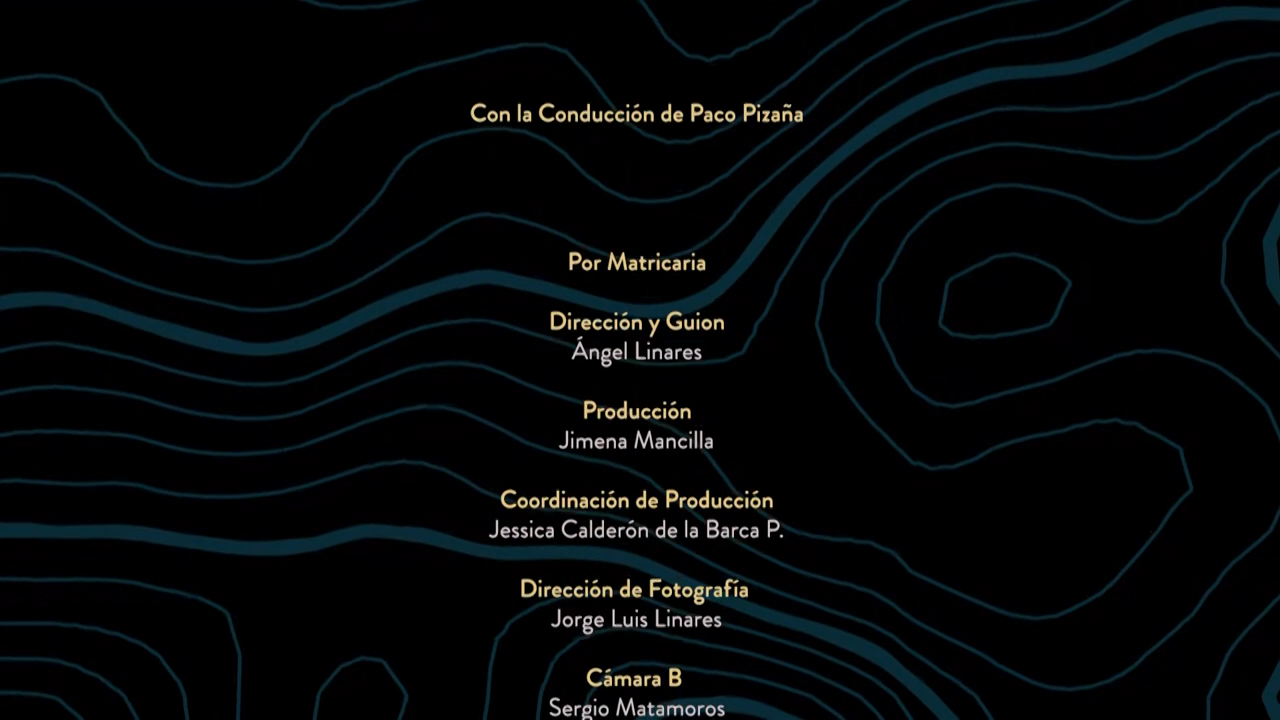 Con la Conducción de Paco Pizaña
Por Matricaria
Dirección y Guion
Ángel Linares
Producción
Jimena Mancilla
Coordinación de Producción
Jessica Calderón de la Barca P.
Dirección de Fotografía
Jorge Luis Linares
Cámara B
Sergio Matamoros